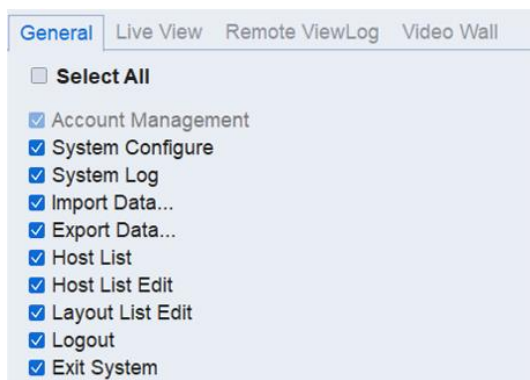 General Live View Remote ViewLog Video Wall
Select All
Account Management
System Configure
System Log
Import Data...
Export Data...
Host List
Host List Edit
Layout List Edit
Logout
Exit System